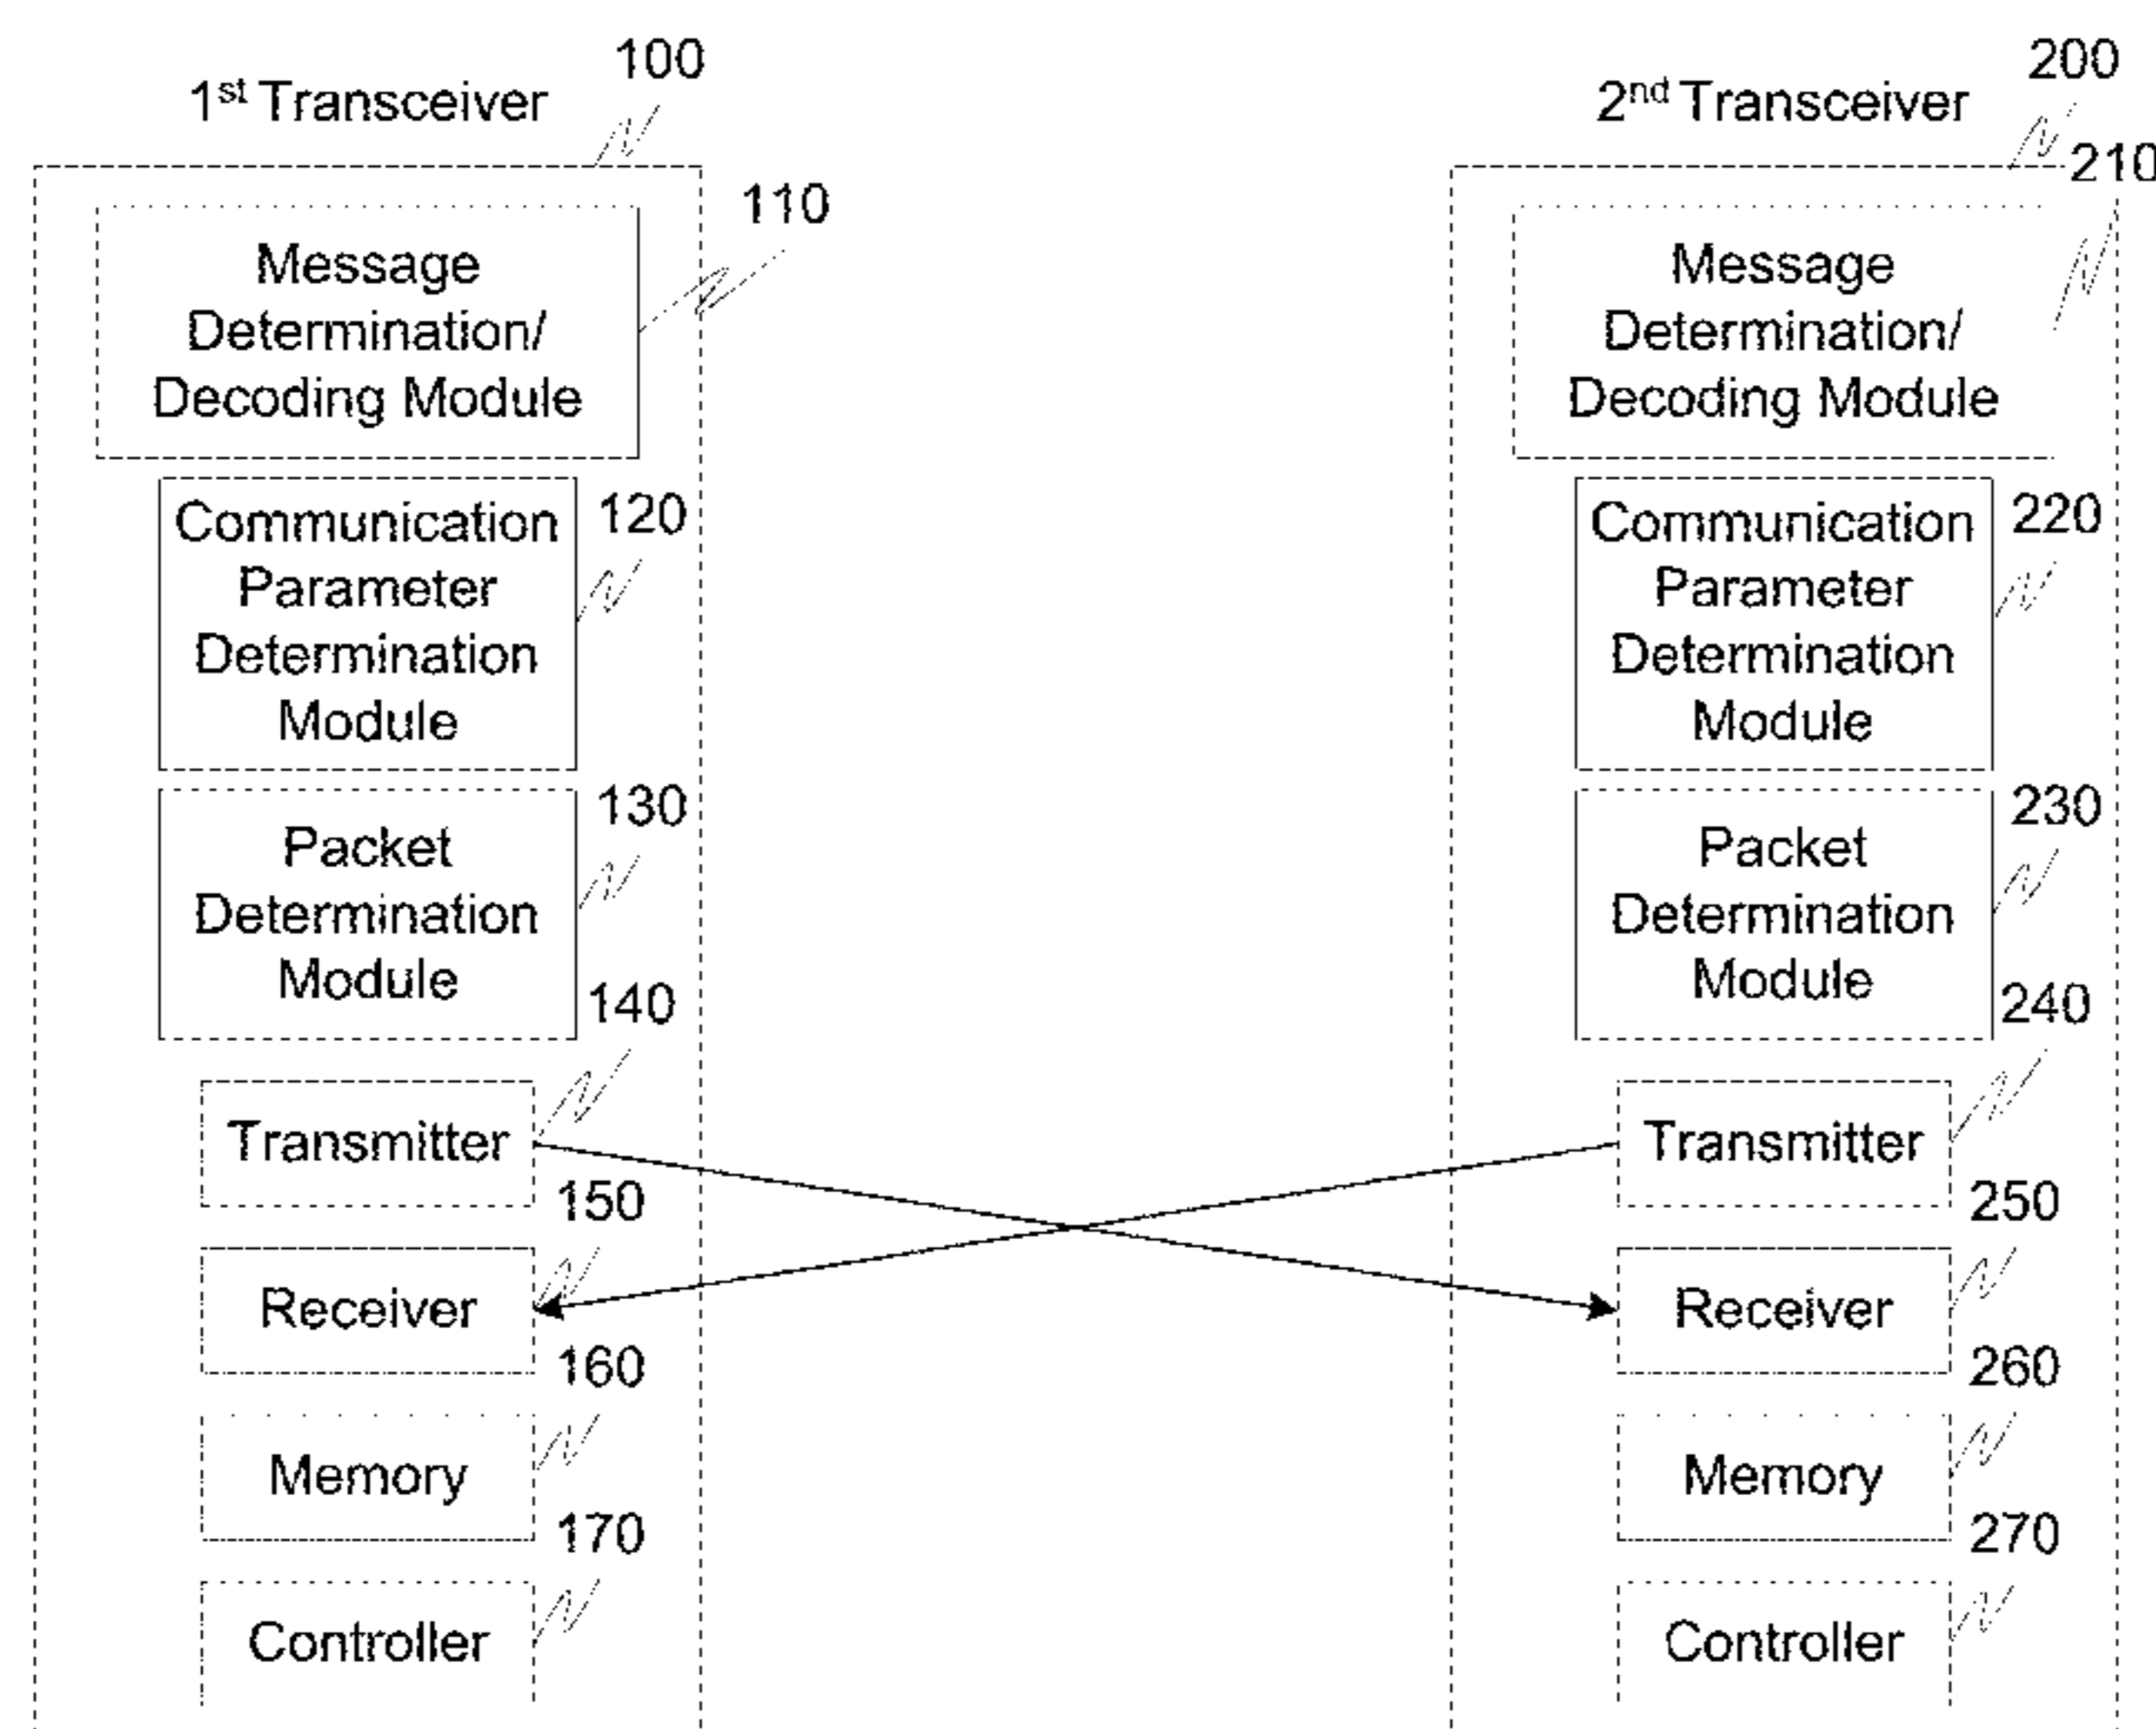 100
1st Transceiver
110
Message
Determination/
Decoding Module
120
Communication
Parameter
Determination
Module
130
Packet
Determination
Module
140
Transmitter
150
Receiver
160
Memory
170
Controller
200
2nd Transceiver
210
Message
Determination/
Decoding Module
220
Communication
Parameter
Determination
Module
230
Packet
Determination
Module
240
Transmitter
250
Receiver
260
Memory
270
Controller